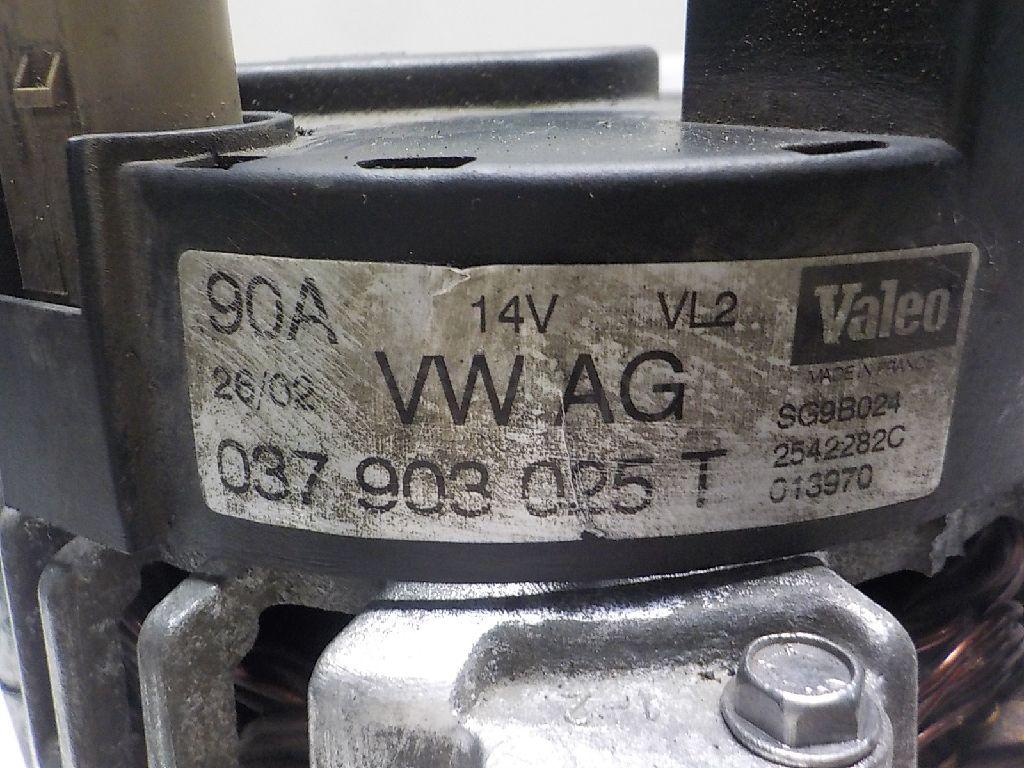 90A 14V VL2 Valeo
MADE IN FRANCE
26/02 VW AG
SG9B024
037 903 025 T
2542282C
013970